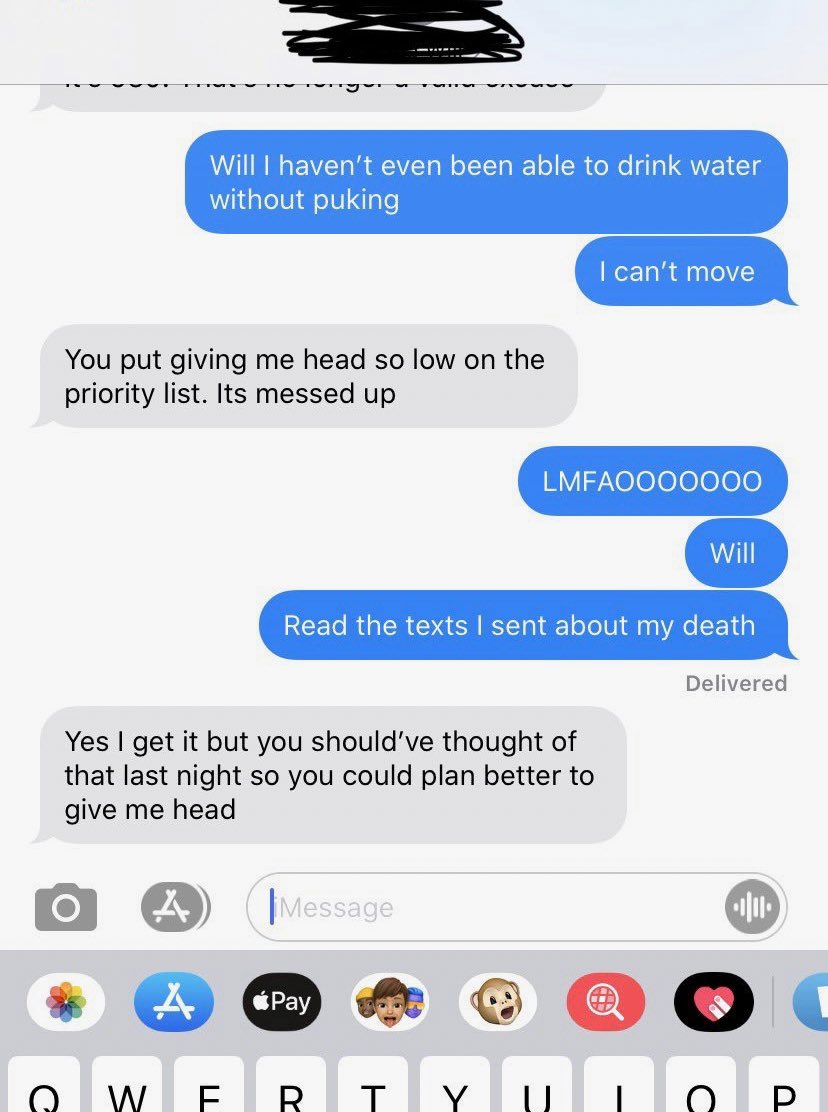 Will I haven’t even been able to drink water
without puking
I can’t move
You put giving me head so low on the
priority list. Its messed up
LMFAOOOOOOO
Will
Read the texts I sent about my death
Delivered
Yes I get it but you should’ve thought of
that last night so you could plan better to
give me head
iMessage
Pay
Q W E R T Y U I O P